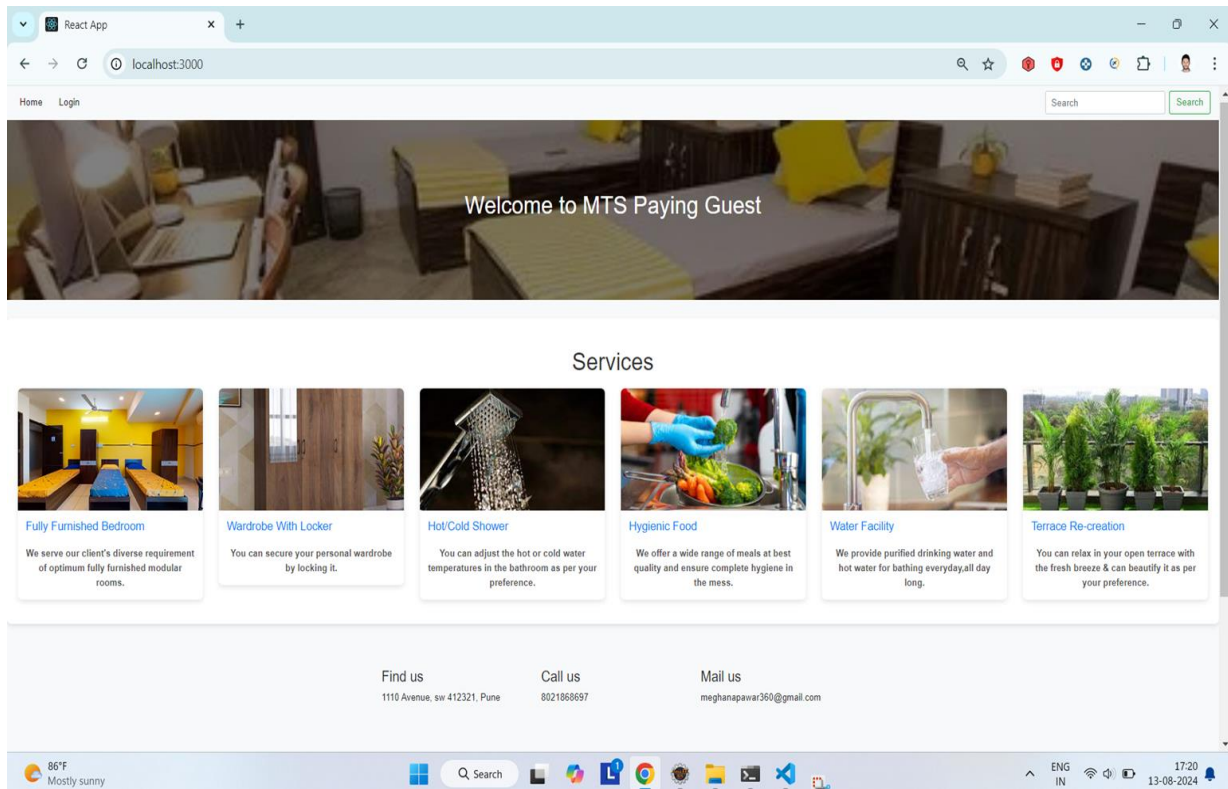 React App
localhost:3000
Home Login
Search Search
Welcome to MTS Paying Guest
Services
Fully Furnished Bedroom
We serve our client's diverse requirement
of optimum fully furnished modular
rooms.
Wardrobe With Locker
You can secure your personal wardrobe
by locking it.
Hot/Cold Shower
You can adjust the hot or cold water
temperatures in the bathroom as per your
preference.
Hygienic Food
We offer a wide range of meals at best
quality and ensure complete hygiene in
the mess.
Water Facility
We provide purified drinking water and
hot water for bathing everyday,all day
long.
Terrace Re-creation
You can relax in your open terrace with
the fresh breeze & can beautify it as per
your preference.
Find us
1110 Avenue, sw 412321, Pune
Call us
8021868697
Mail us
meghanapawar360@gmail.com
86°F
Mostly sunny
Search
L 1
ENG
IN
17:20
13-08-2024